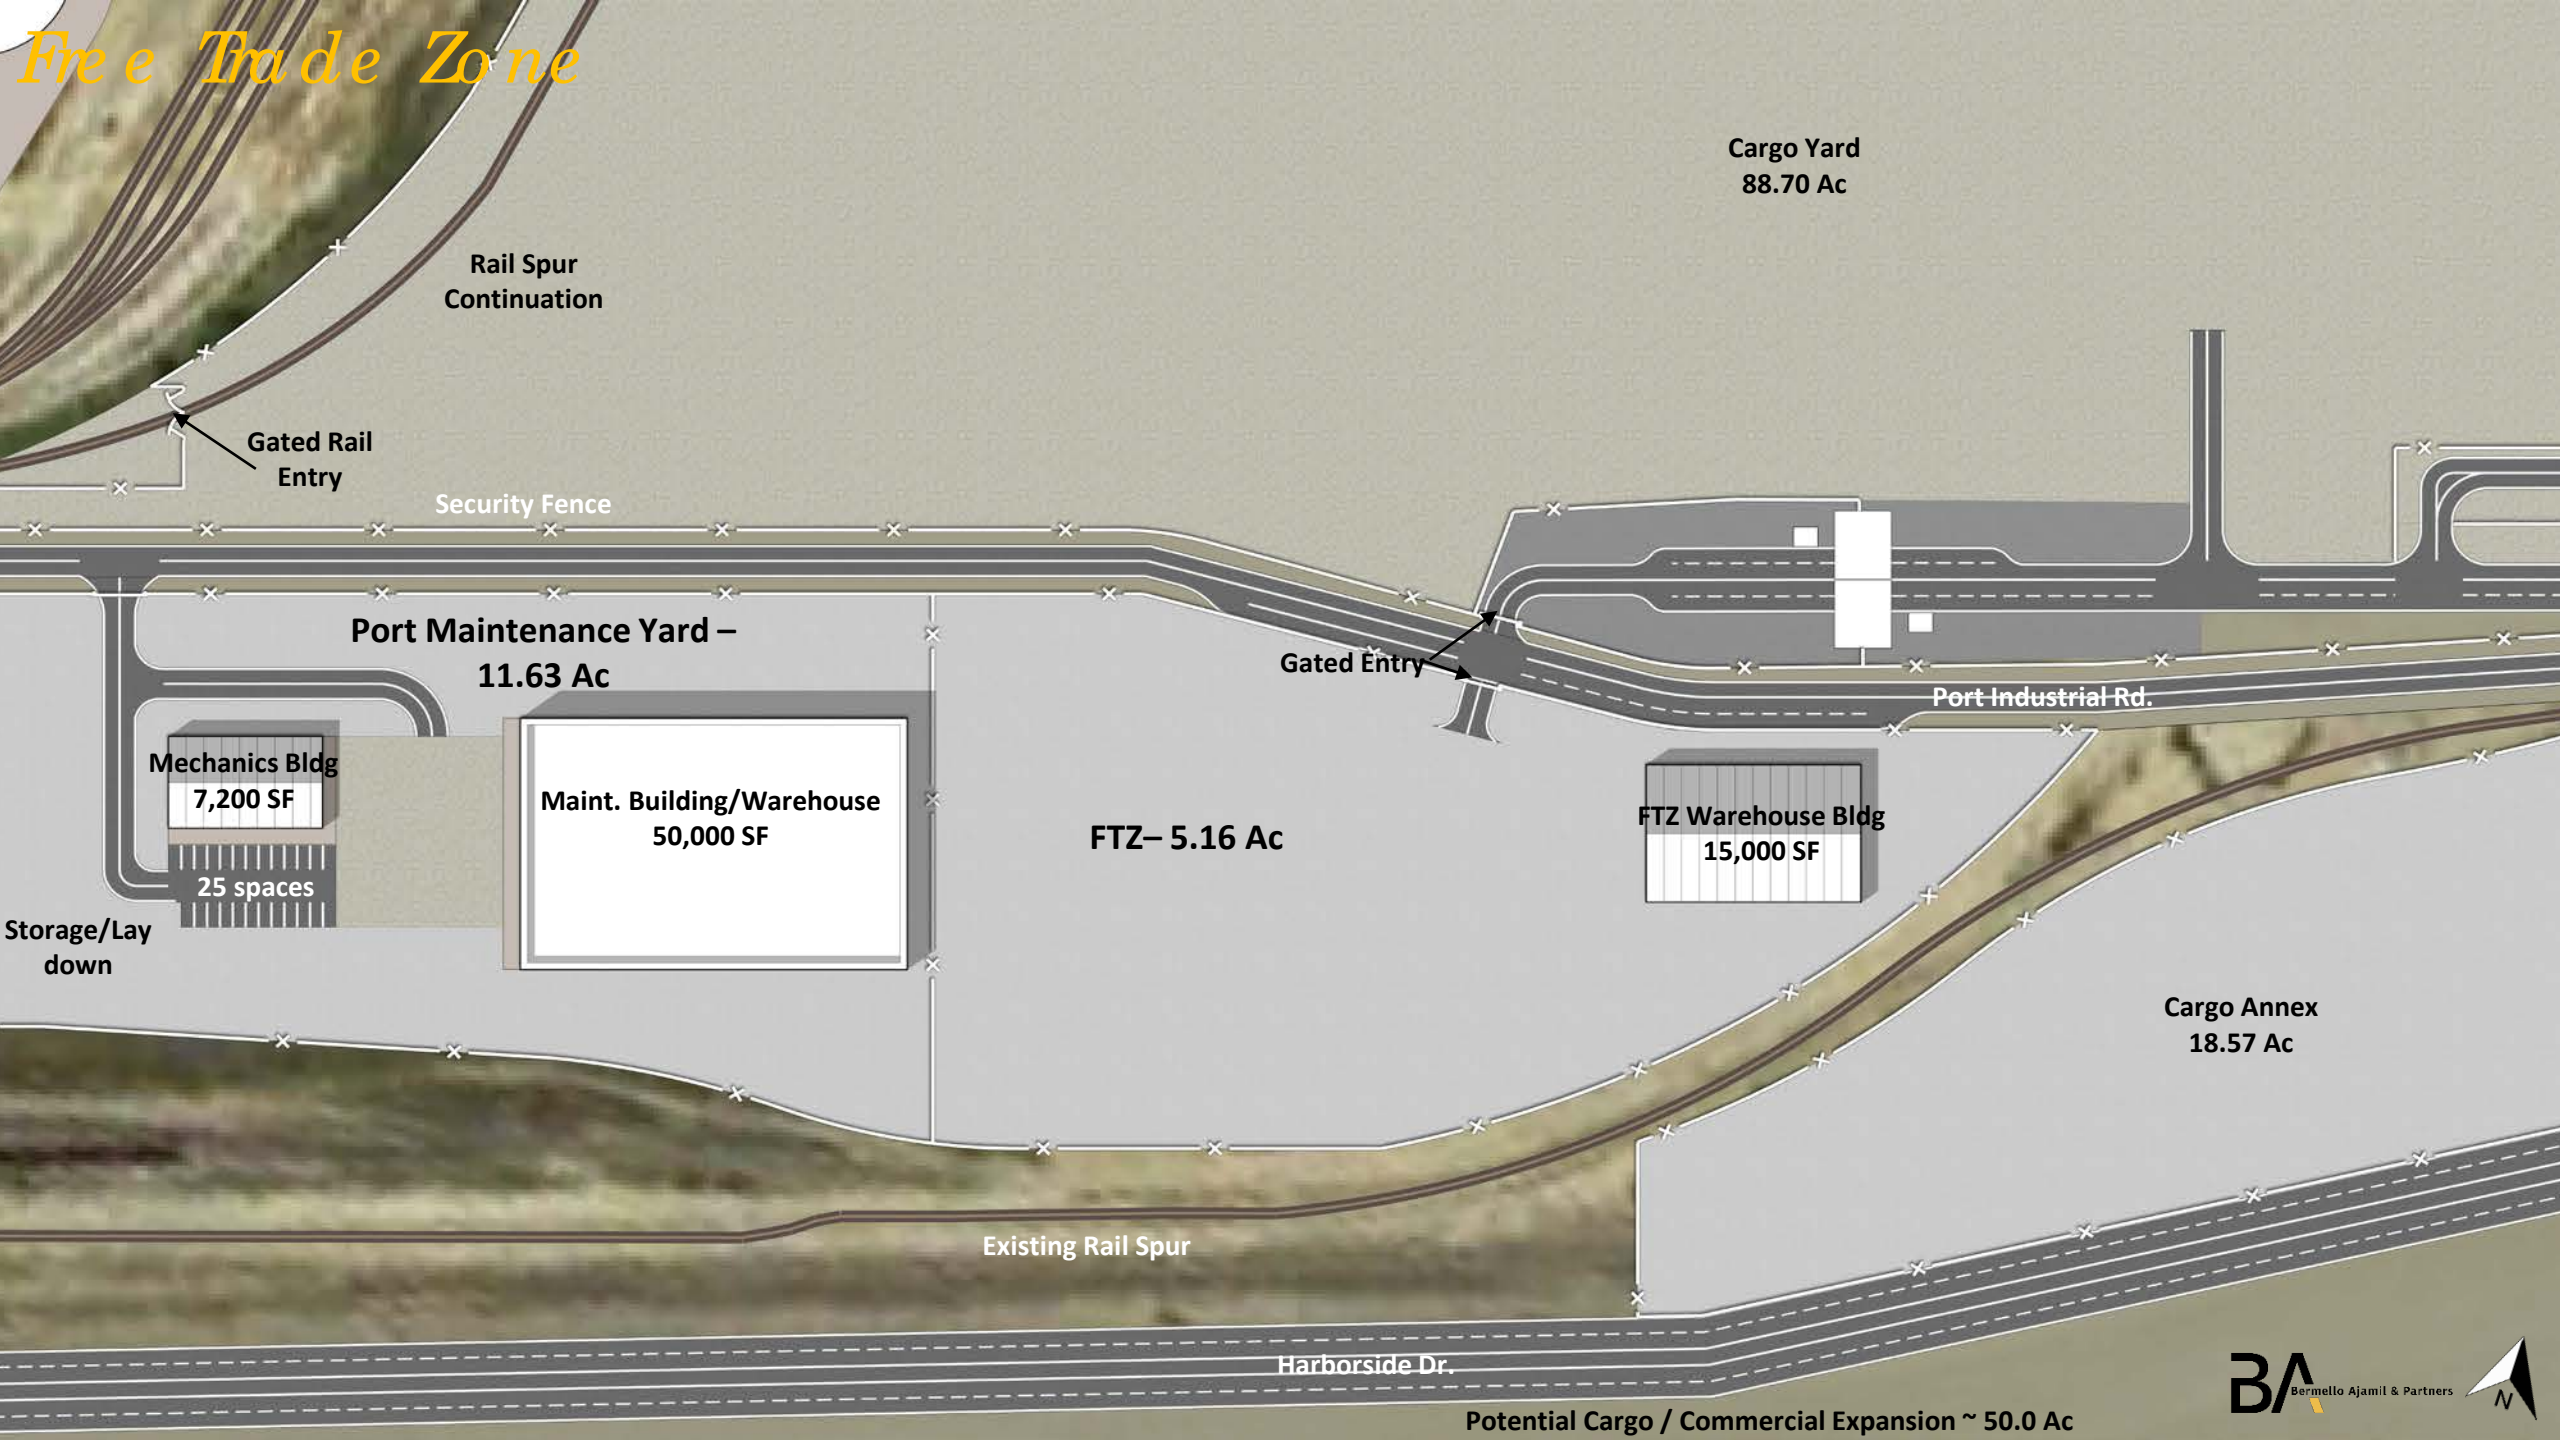 Free Trade Zone
Cargo Yard
88.70 Ac
Rail Spur
Continuation
Gated Rail
Entry
Security Fence
Port Maintenance Yard –
11.63 Ac
Gated Entry
Port Industrial Rd.
Mechanics Bldg
7,200 SF
Maint. Building/Warehouse
50,000 SF
FTZ– 5.16 Ac
FTZ Warehouse Bldg
15,000 SF
25 spaces
Storage/Lay
down
Cargo Annex
18.57 Ac
Existing Rail Spur
Harborside Dr.
BA
Bermello Ajamil & Partners
N
Potential Cargo / Commercial Expansion ~ 50.0 Ac